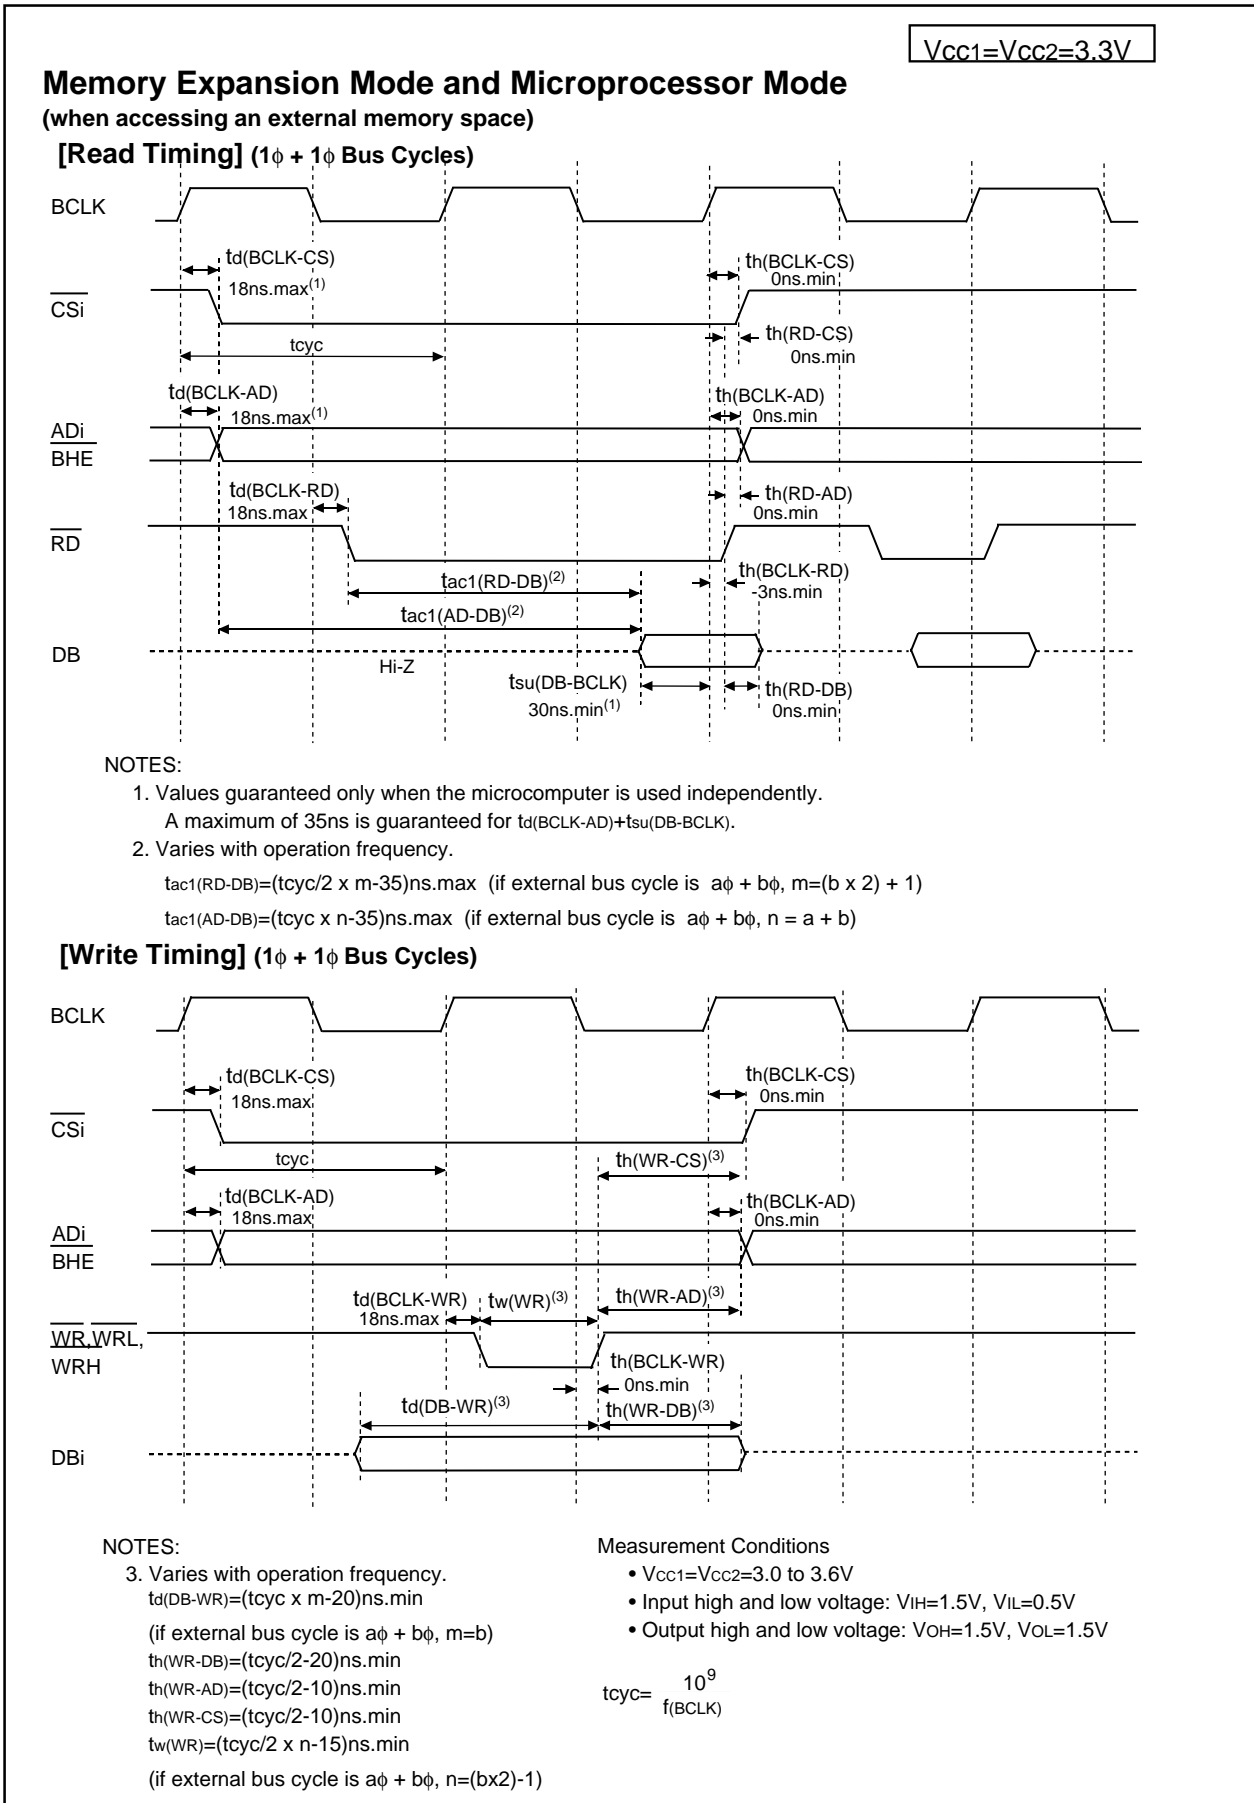 Vcc1=Vcc2=3.3V
Memory Expansion Mode and Microprocessor Mode
(when accessing an external memory space)
[Read Timing] (1ϕ + 1ϕ Bus Cycles)
BCLK
td(BCLK-CS)
18ns.max(1)
th(BCLK-CS)
0ns.min
CSi
th(RD-CS)
0ns.min
tcyc
td(BCLK-AD)
18ns.max(1)
th(BCLK-AD)
0ns.min
ADi
BHE
td(BCLK-RD)
18ns.max
th(RD-AD)
0ns.min
RD
th(BCLK-RD)
-3ns.min
tac1(RD-DB)(2)
tac1(AD-DB)(2)
DB
Hi-Z
tsu(DB-BCLK)
30ns.min(1)
th(RD-DB)
0ns.min
NOTES:
1. Values guaranteed only when the microcomputer is used independently.
A maximum of 35ns is guaranteed for td(BCLK-AD)+tsu(DB-BCLK).
2. Varies with operation frequency.
tac1(RD-DB)=(tcyc/2 x m-35)ns.max (if external bus cycle is aϕ + bϕ, m=(b x 2) + 1)
tac1(AD-DB)=(tcyc x n-35)ns.max (if external bus cycle is aϕ + bϕ, n = a + b)
[Write Timing] (1ϕ + 1ϕ Bus Cycles)
BCLK
td(BCLK-CS)
18ns.max
th(BCLK-CS)
0ns.min
CSi
tcyc
th(WR-CS)(3)
td(BCLK-AD)
18ns.max
th(BCLK-AD)
0ns.min
ADi
BHE
td(BCLK-WR)
18ns.max
tw(WR)(3)
th(WR-AD)(3)
WR,WRL,
WRH
th(BCLK-WR)
0ns.min
td(DB-WR)(3)
th(WR-DB)(3)
DBi
NOTES:
3. Varies with operation frequency.
td(DB-WR)=(tcyc x m-20)ns.min
(if external bus cycle is aϕ + bϕ, m=b)
th(WR-DB)=(tcyc/2-20)ns.min
th(WR-AD)=(tcyc/2-10)ns.min
th(WR-CS)=(tcyc/2-10)ns.min
tw(WR)=(tcyc/2 x n-15)ns.min
(if external bus cycle is aϕ + bϕ, n=(bx2)-1)
Measurement Conditions
• VCC1=VCC2=3.0 to 3.6V
• Input high and low voltage: VIH=1.5V, VIL=0.5V
• Output high and low voltage: VOH=1.5V, VOL=1.5V
tcyc= 10^9
f(BCLK)